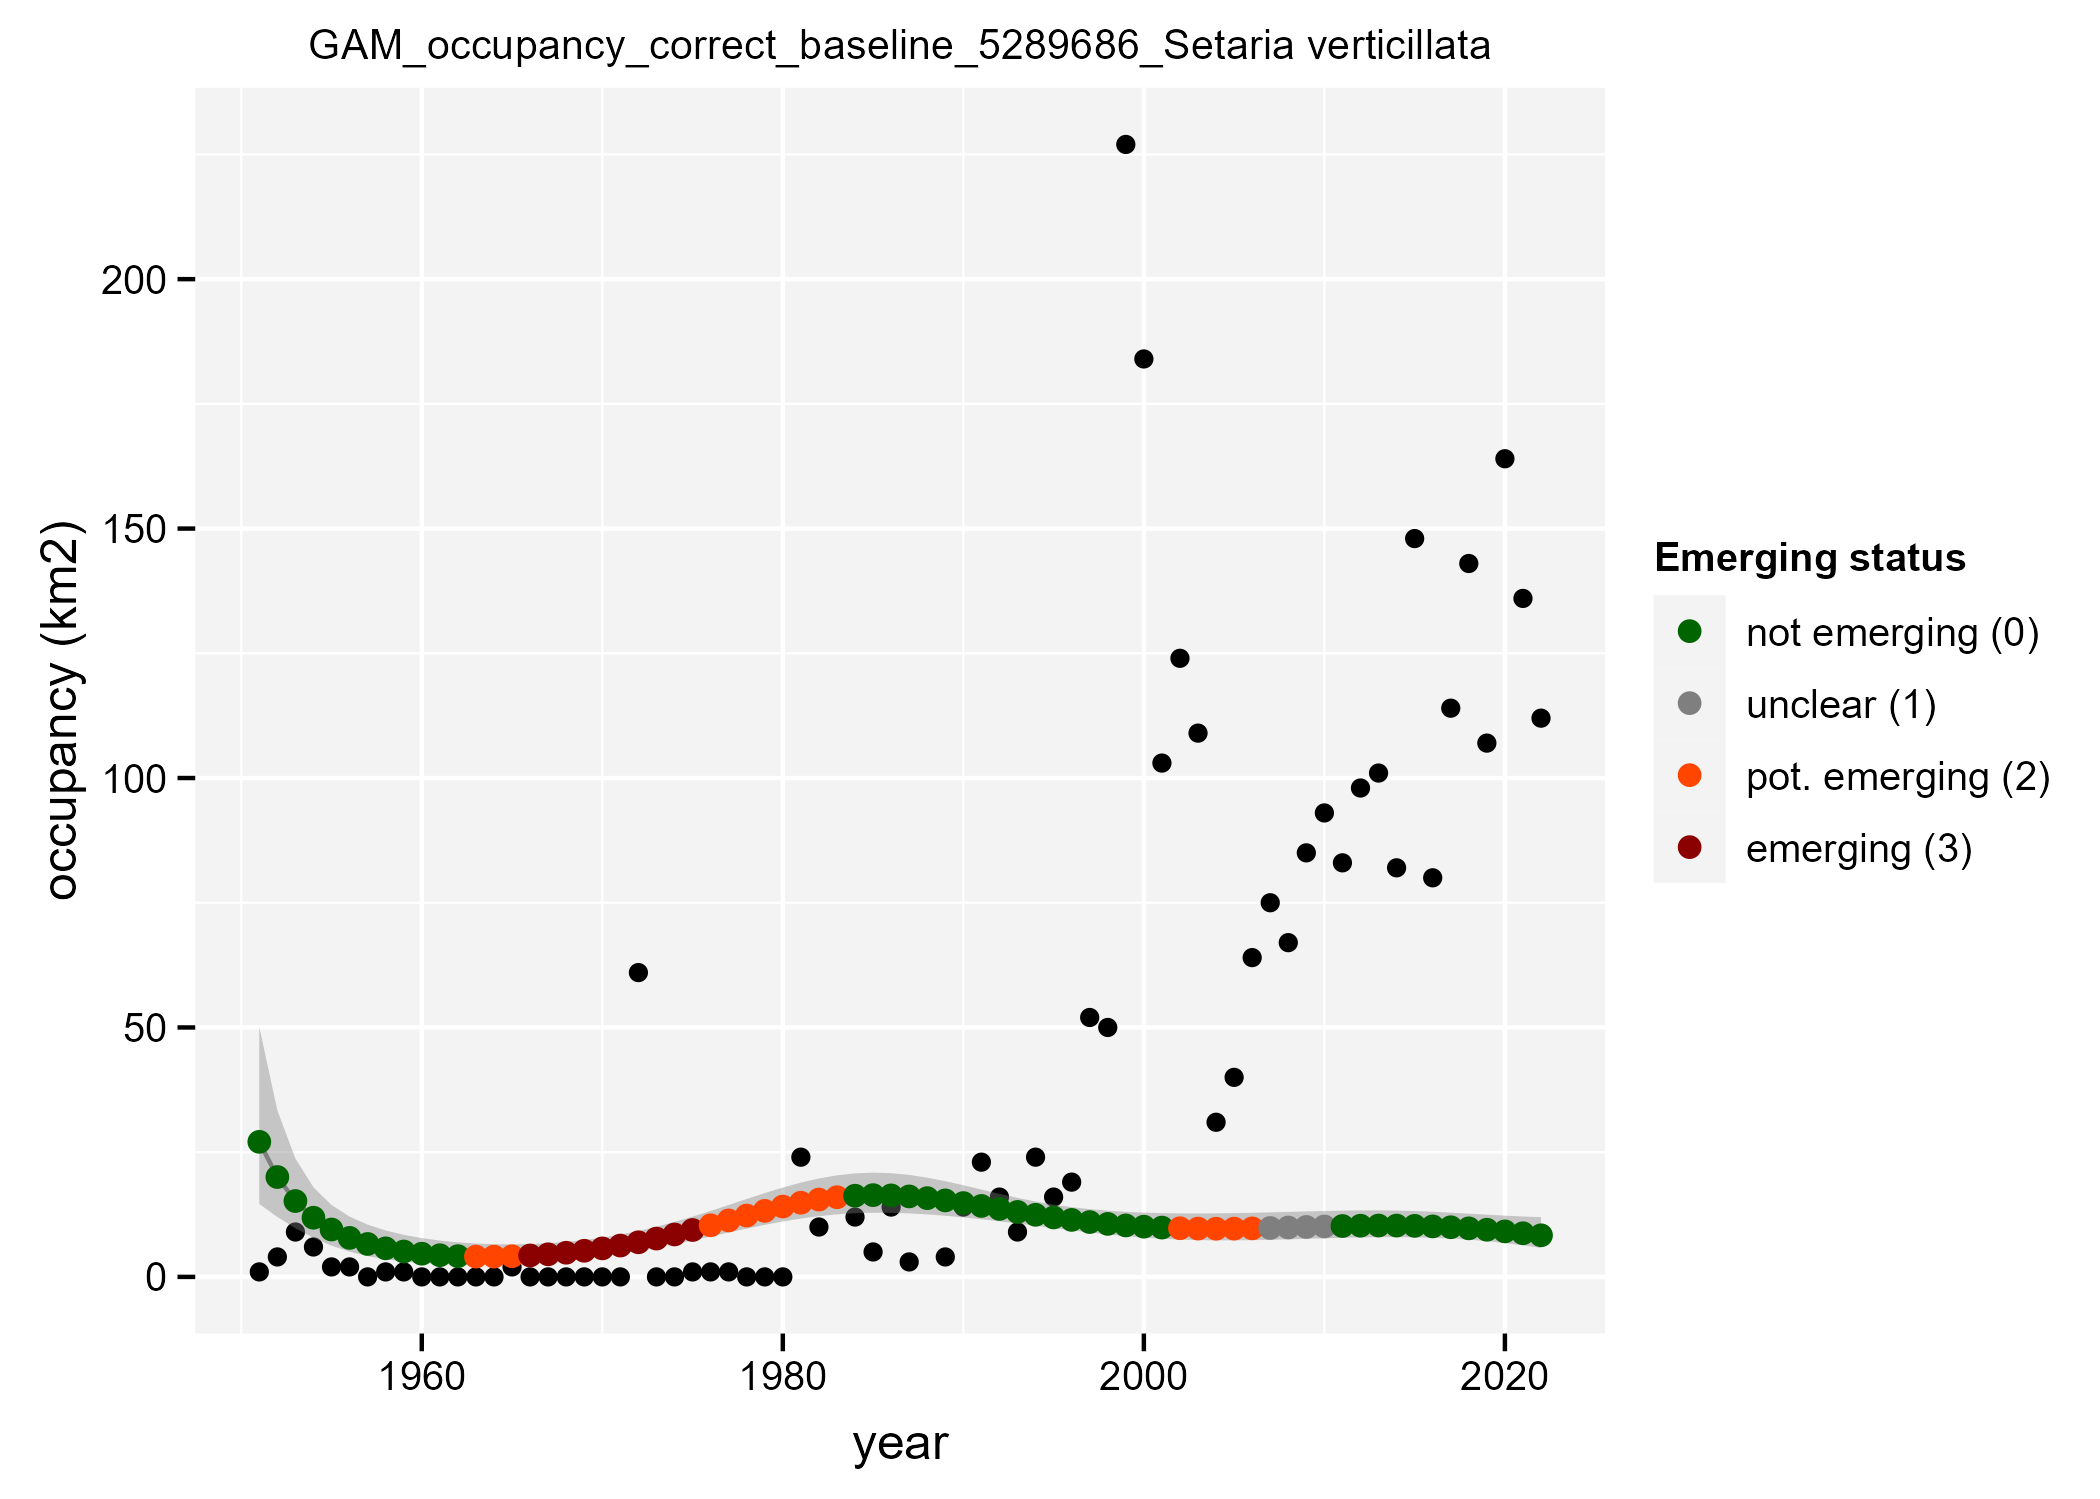 GAM_occupancy_correct_baseline_5289686_Setaria verticillata
occupancy (km2)
200
150
100
50
0
1960
1980
2000
2020
year
Emerging status
not emerging (0)
unclear (1)
pot. emerging (2)
emerging (3)